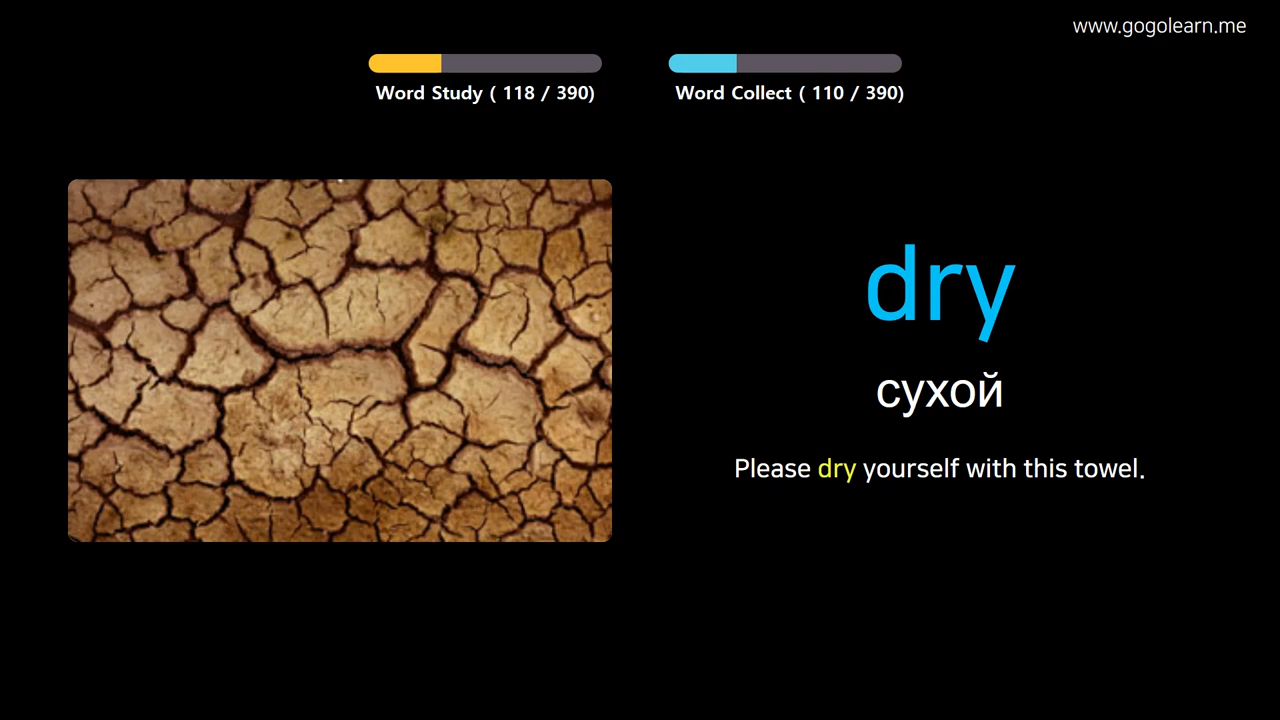 www.gogolearn.me
Word Study ( 118 / 390)
Word Collect ( 110 / 390)
dry
сухой
Please dry yourself with this towel.